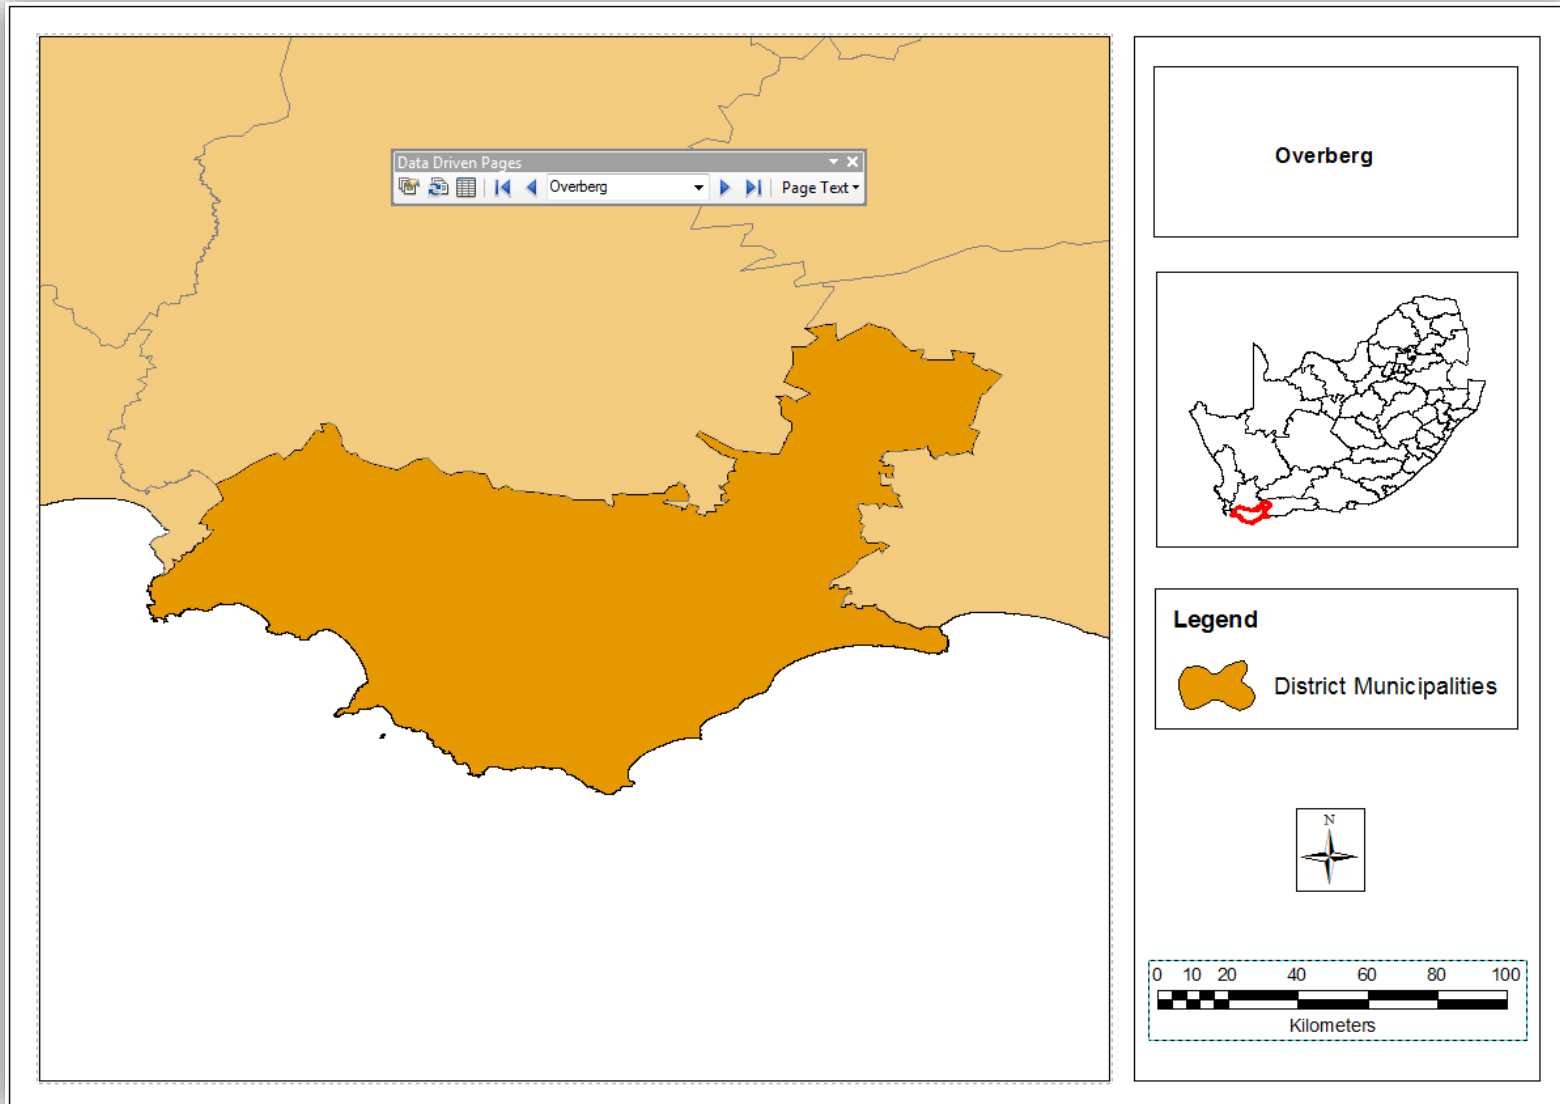 Data Driven Pages
Overberg
Page Text
Overberg
Legend
District Municipalities
N
0 10 20 40 60 80 100
Kilometers